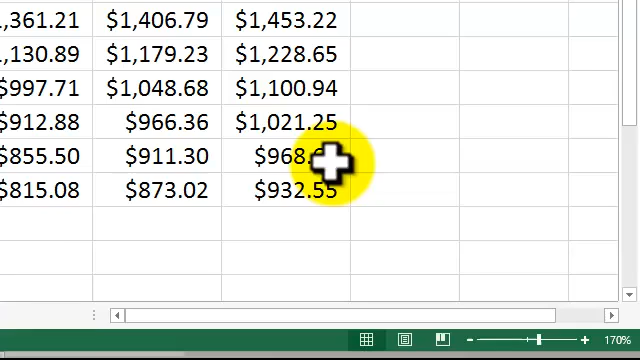 ,361.21 $1,406.79 $1,453.22
,130.89 $1,179.23 $1,228.65
$997.71 $1,048.68 $1,100.94
$912.88 $966.36 $1,021.25
$855.50 $911.30 $968.
$815.08 $873.02 $932.55
170%